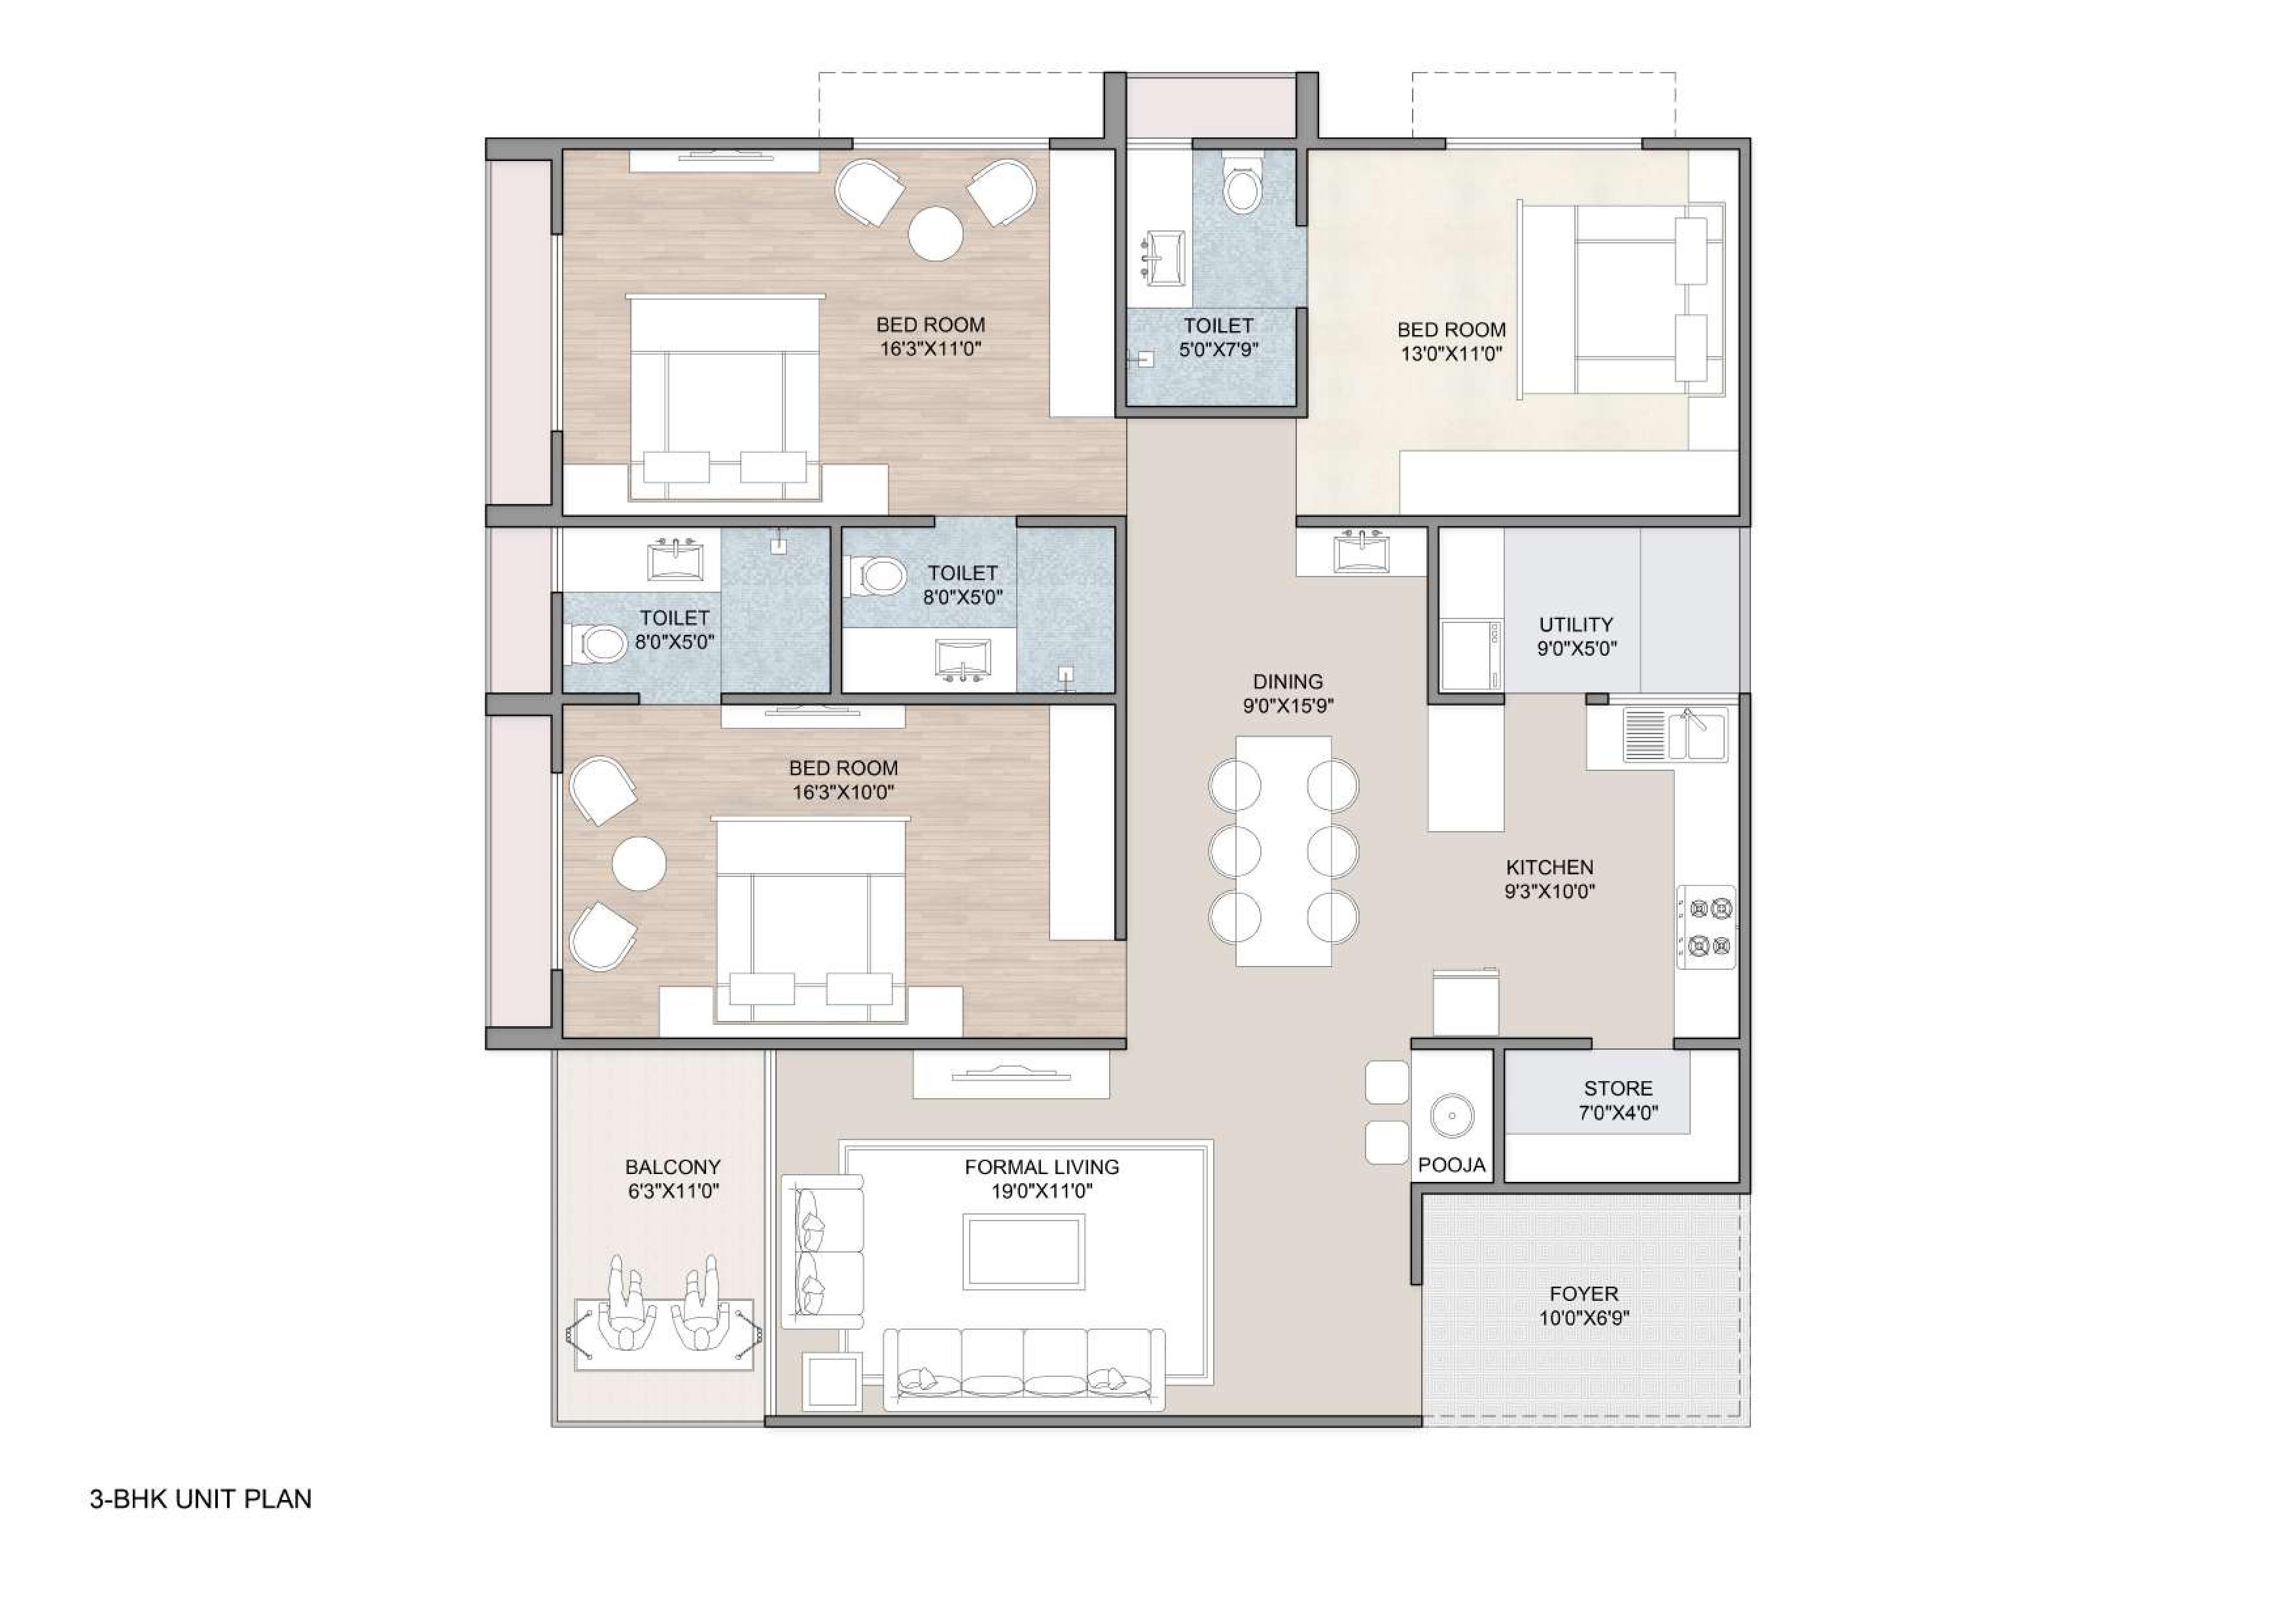 BED ROOM
16'3"X11'0"
TOILET
5'0"X7'9"
BED ROOM
13'0"X11'0"
TOILET
8'0"X5'0"
TOILET
8'0"X5'0"
UTILITY
9'0"X5'0"
DINING
9'0"X15'9"
BED ROOM
16'3"X10'0"
KITCHEN
9'3"X10'0"
STORE
7'0"X4'0"
POOJA
BALCONY
6'3"X11'0"
FORMAL LIVING
19'0"X11'0"
FOYER
10'0"X6'9"
3-BHK UNIT PLAN